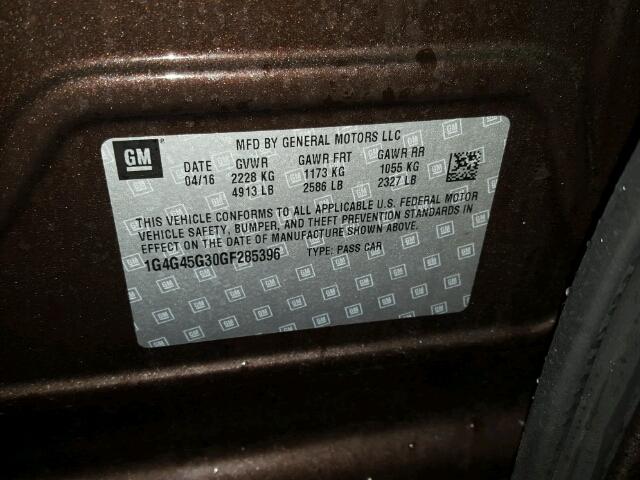 GM
MFD BY GENERAL MOTORS LLC
DATE GVWR GAWR FRT GAWR RR
04/16 2228 KG 1173 KG 1055 KG
4913 LB 2586 LB 2327 LB
THIS VEHICLE CONFORMS TO ALL APPLICABLE U.S. FEDERAL MOTOR
VEHICLE SAFETY, BUMPER, AND THEFT PREVENTION STANDARDS IN
EFFECT ON THE DATE OF MANUFACTURE SHOWN ABOVE.
1G4G45G30GF285396 TYPE: PASS CAR